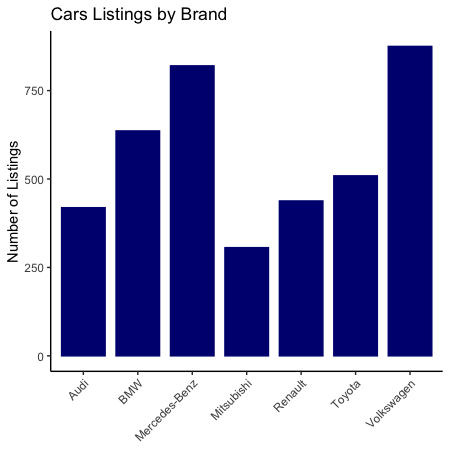 Cars Listings by Brand
Number of Listings
750
500
250
0
Audi
BMW
Mercedes-Benz
Mitsubishi
Renault
Toyota
Volkswagen